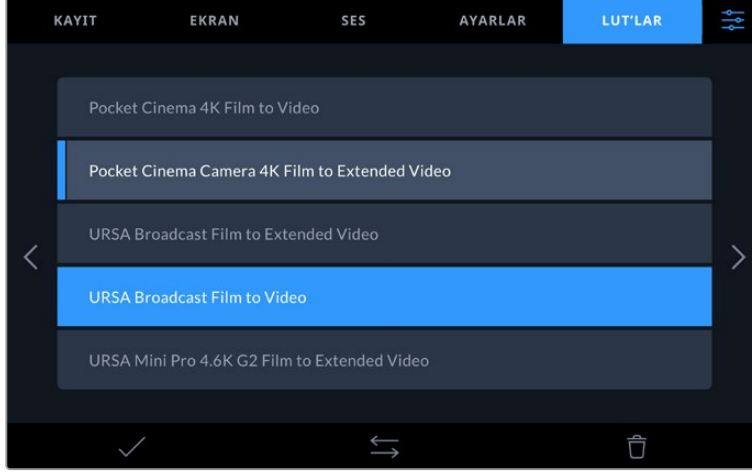 KAYIT EKRAN SES AYARLAR LUT'LAR
Pocket Cinema 4K Film to Video
Pocket Cinema Camera 4K Film to Extended Video
URSA Broadcast Film to Extended Video
URSA Broadcast Film to Video
URSA Mini Pro 4.6K G2 Film to Extended Video